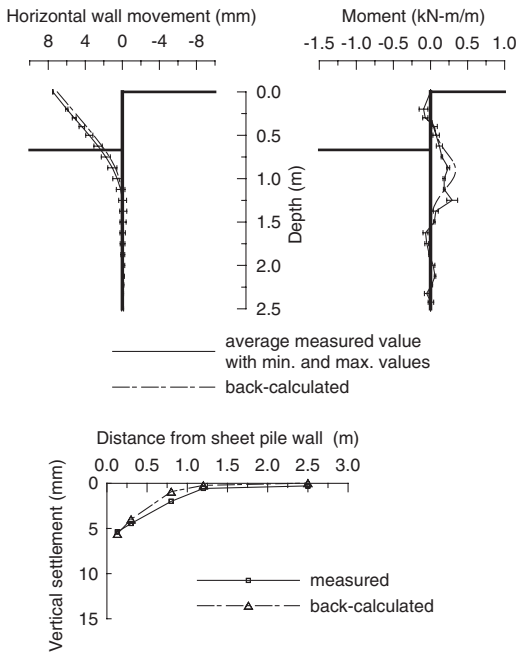 Horizontal wall movement (mm)
8 4 0 -4 -8
Moment (kN-m/m)
-1.5 -1.0 -0.5 0.0 0.5 1.0
0.0
0.5
1.0
1.5
2.0
2.5
Depth (m)
average measured value
with min. and max. values
back-calculated
Distance from sheet pile wall (m)
0 0.5 1.0 1.5 2.0 2.5 3.0
0
5
10
15
Vertical settlement (mm)
measured
back-calculated